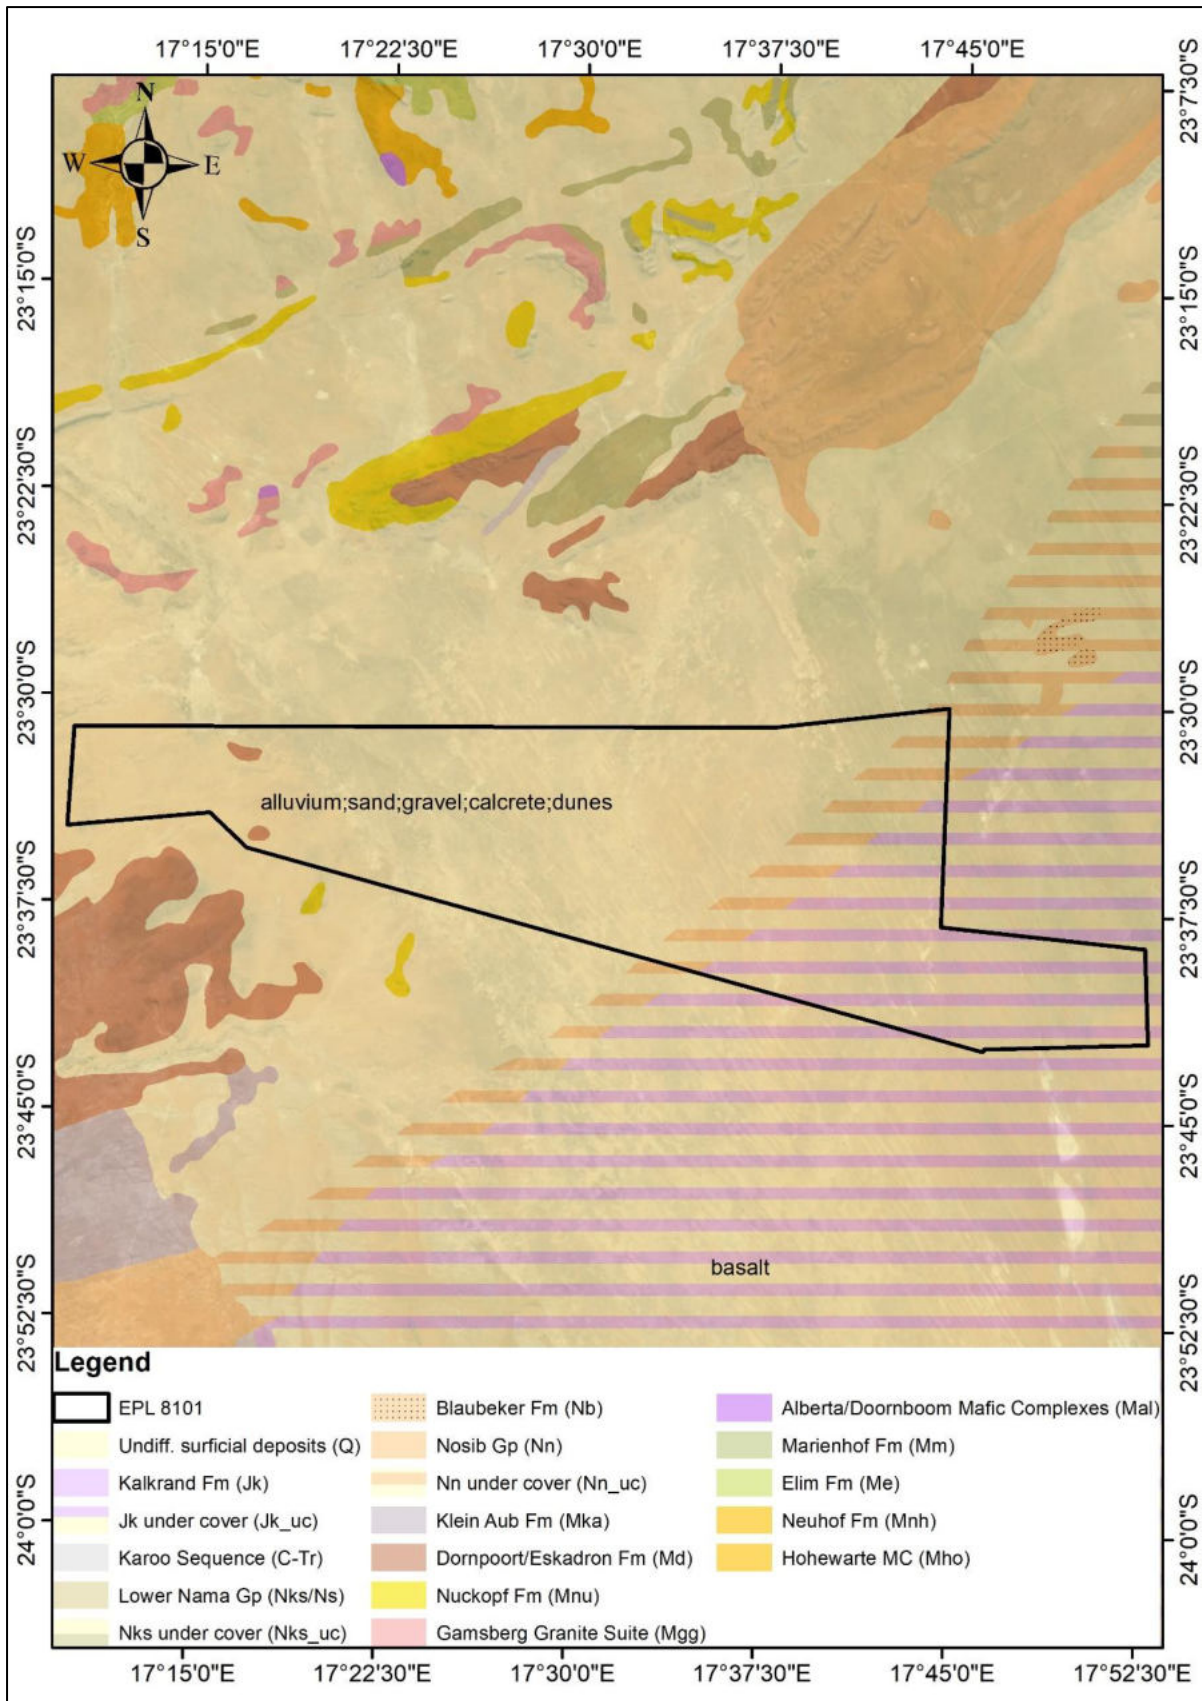 17°15'0"E 17°22'30"E 17°30'0"E 17°37'30"E 17°45'0"E
23°7'30"S
N
W E
S
23°15'0"S 23°15'0"S
23°22'30"S 23°22'30"S
23°30'0"S 23°30'0"S
alluvium;sand;gravel;calcrete;dunes
23°37'30"S 23°37'30"S
23°45'0"S 23°45'0"S
basalt
23°52'30"S 23°52'30"S
Legend
EPL 8101 Blaubeker Fm (Nb) Alberta/Doornboom Mafic Complexes (Mal)
Undiff. surficial deposits (Q) Nosib Gp (Nn) Marienhof Fm (Mm)
Kalkrand Fm (Jk) Nn under cover (Nn_uc) Elim Fm (Me)
Jk under cover (Jk_uc) Klein Aub Fm (Mka) Neuhof Fm (Mnh)
24°0'0"S 24°0'0"S
Karoo Sequence (C-Tr) Dornpoort/Eskadron Fm (Md) Hohewarte MC (Mho)
Lower Nama Gp (Nks/Ns) Nuckopf Fm (Mnu)
Nks under cover (Nks_uc) Gamsberg Granite Suite (Mgg)
17°15'0"E 17°22'30"E 17°30'0"E 17°37'30"E 17°45'0"E 17°52'30"E